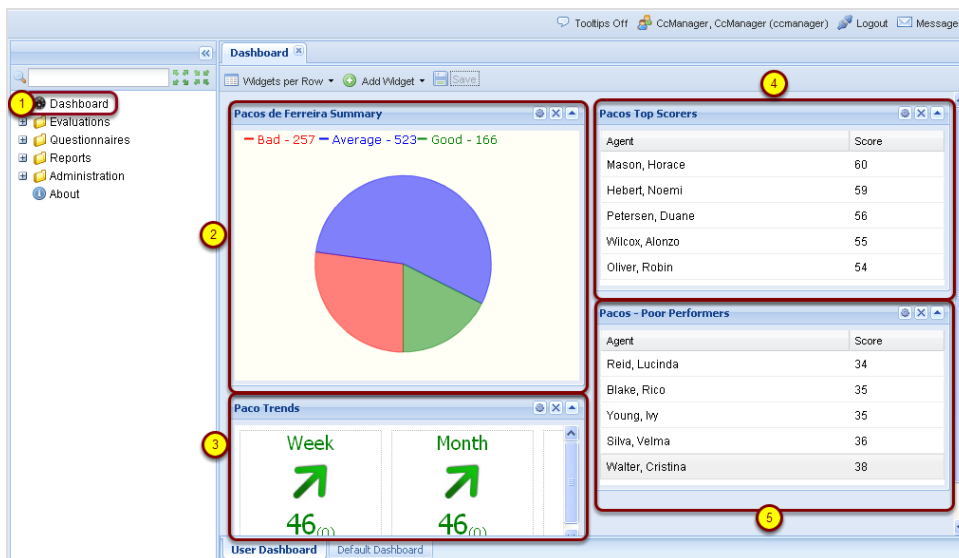 Tooltips Off CcManager, CcManager (ccmanager) Logout Message
Dashboard
Widgets per Row Add Widget Save
1 Dashboard
Evaluations
Questionnaires
Reports
Administration
About
2
Pacos de Ferreira Summary
Bad - 257 Average - 523 Good - 166
3
Paco Trends
Week Month
46(0) 46(0)
4
Pacos Top Scorers
Agent Score
Mason, Horace 60
Hebert, Noemi 59
Petersen, Duane 56
Wilcox, Alonzo 55
Oliver, Robin 54
Pacos - Poor Performers
Agent Score
Reid, Lucinda 34
Blake, Rico 35
Young, Ivy 35
Silva, Velma 36
Walter, Cristina 38
5
User Dashboard Default Dashboard